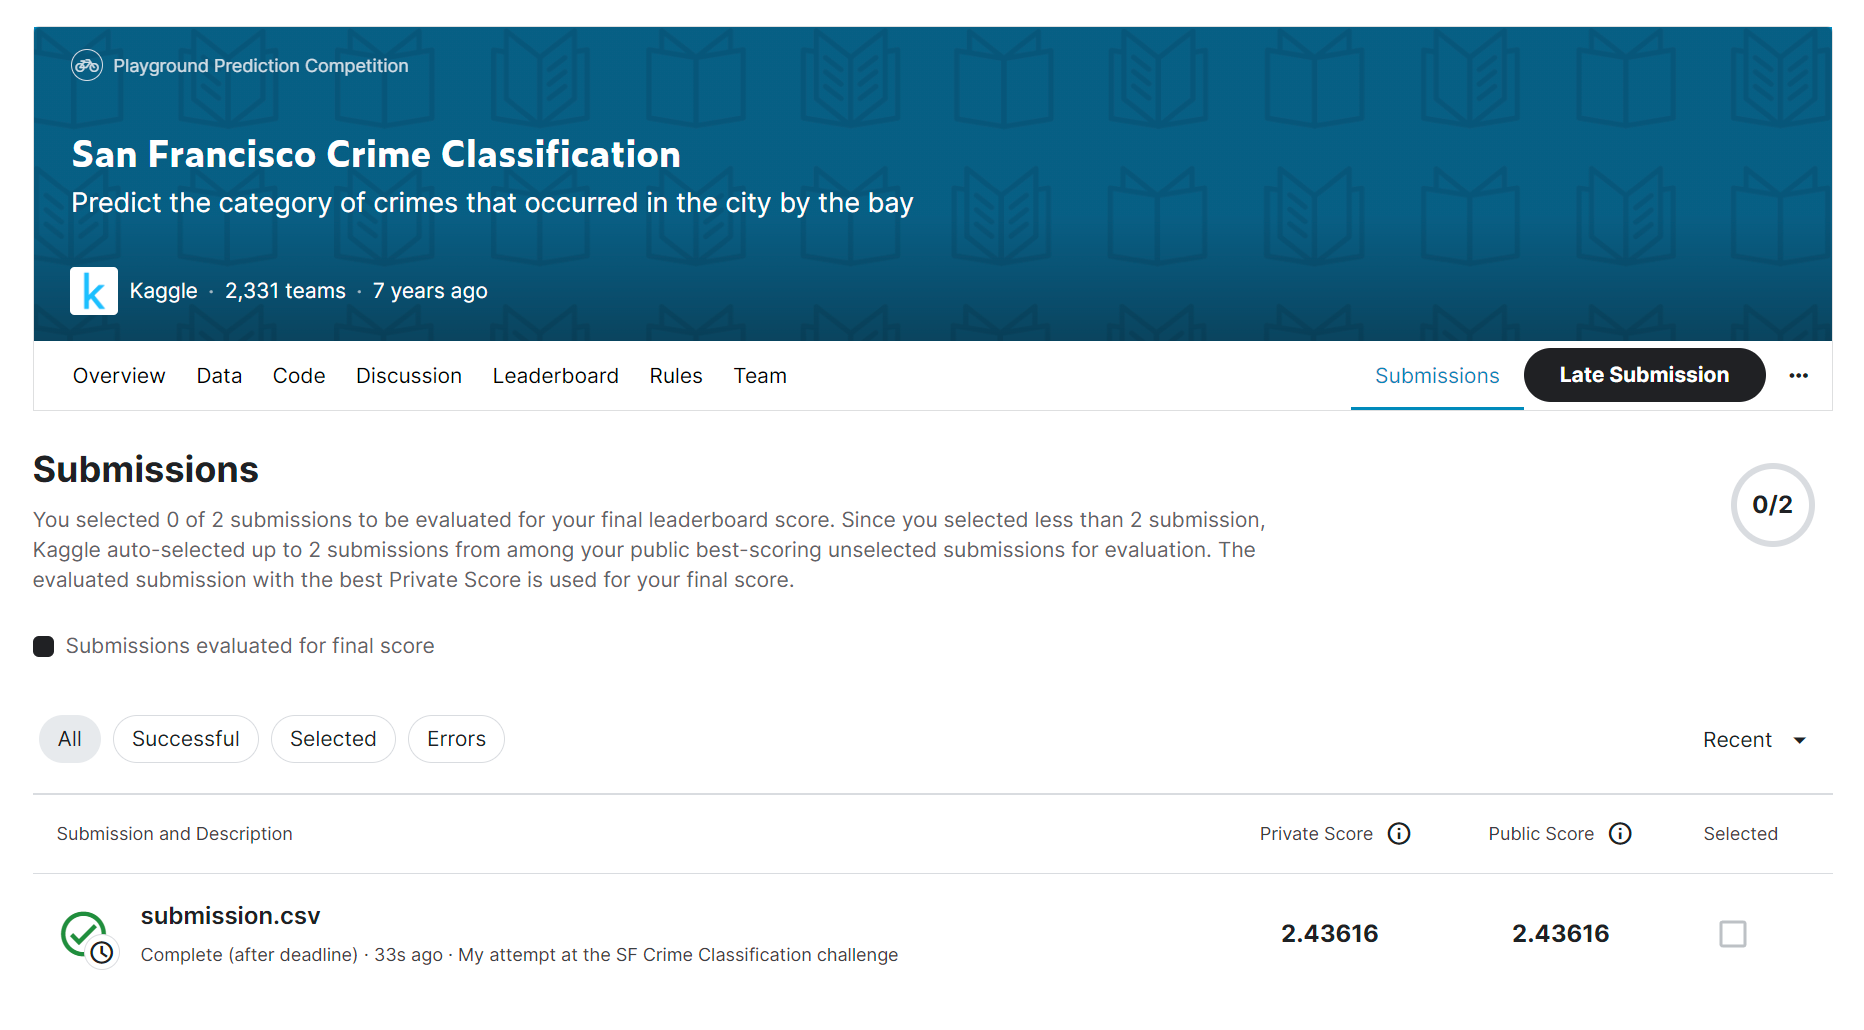 Playground Prediction Competition
San Francisco Crime Classification
Predict the category of crimes that occurred in the city by the bay
k
Kaggle · 2,331 teams · 7 years ago
Overview Data Code Discussion Leaderboard Rules Team Submissions Late Submission ···
Submissions
0/2
You selected 0 of 2 submissions to be evaluated for your final leaderboard score. Since you selected less than 2 submission,
Kaggle auto-selected up to 2 submissions from among your public best-scoring unselected submissions for evaluation. The
evaluated submission with the best Private Score is used for your final score.
Submissions evaluated for final score
All Successful Selected Errors Recent
Submission and Description Private Score Public Score Selected
submission.csv
2.43616 2.43616
Complete (after deadline) · 33s ago · My attempt at the SF Crime Classification challenge